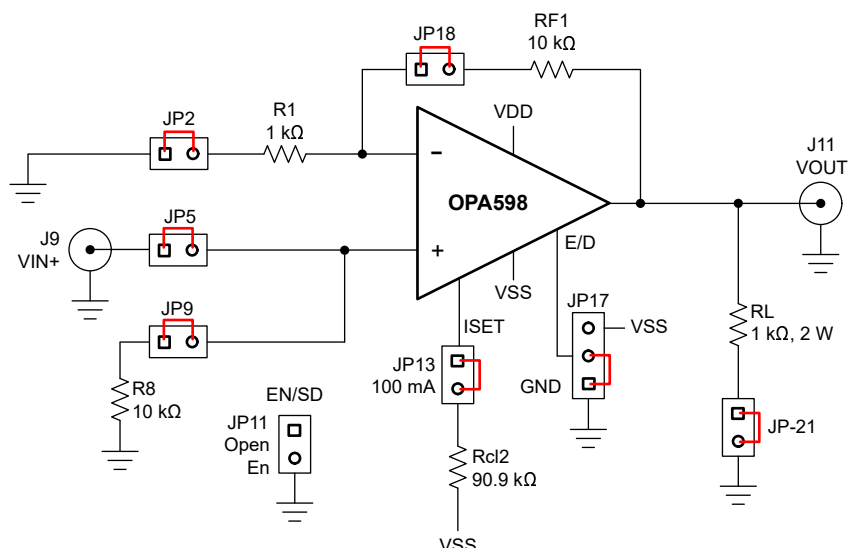 JP18
RF1
10 kΩ
JP2
R1
1 kΩ
VDD
J11
VOUT
−
OPA598
+
J9
VIN+
JP5
E/D
VSS
JP9
ISET
JP17
VSS
GND
RL
1 kΩ, 2 W
JP13
100 mA
R8
10 kΩ
EN/SD
JP11
Open
En
JP-21
Rcl2
90.9 kΩ
VSS